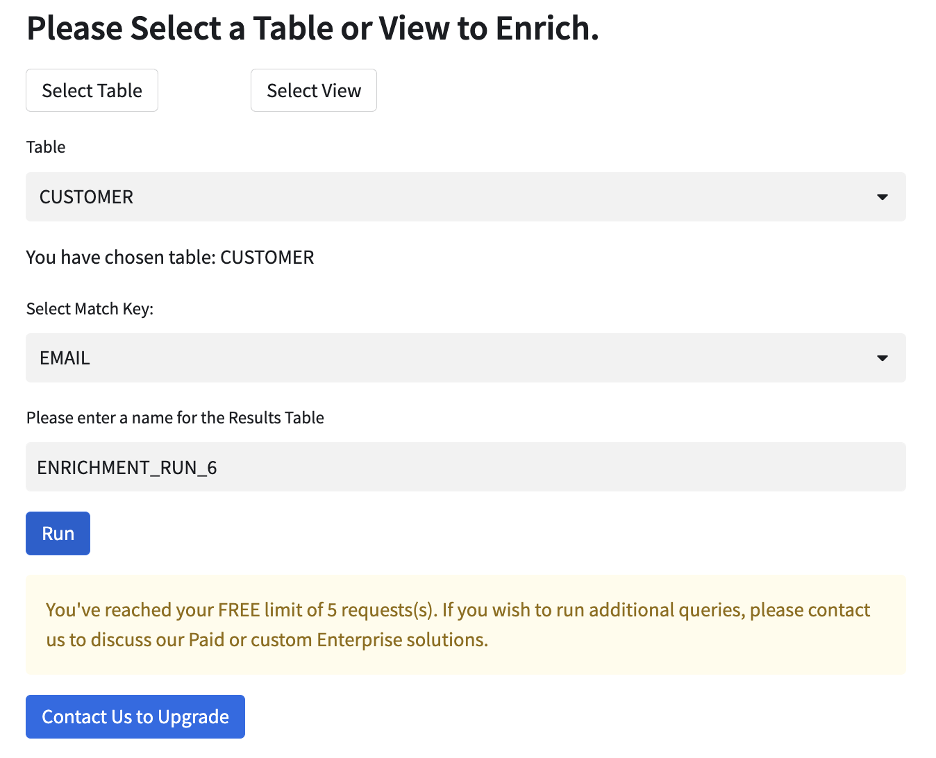 Please Select a Table or View to Enrich.
Select Table
Select View
Table
CUSTOMER
You have chosen table: CUSTOMER
Select Match Key:
EMAIL
Please enter a name for the Results Table
ENRICHMENT_RUN_6
Run
You've reached your FREE limit of 5 requests(s). If you wish to run additional queries, please contact
us to discuss our Paid or custom Enterprise solutions.
Contact Us to Upgrade